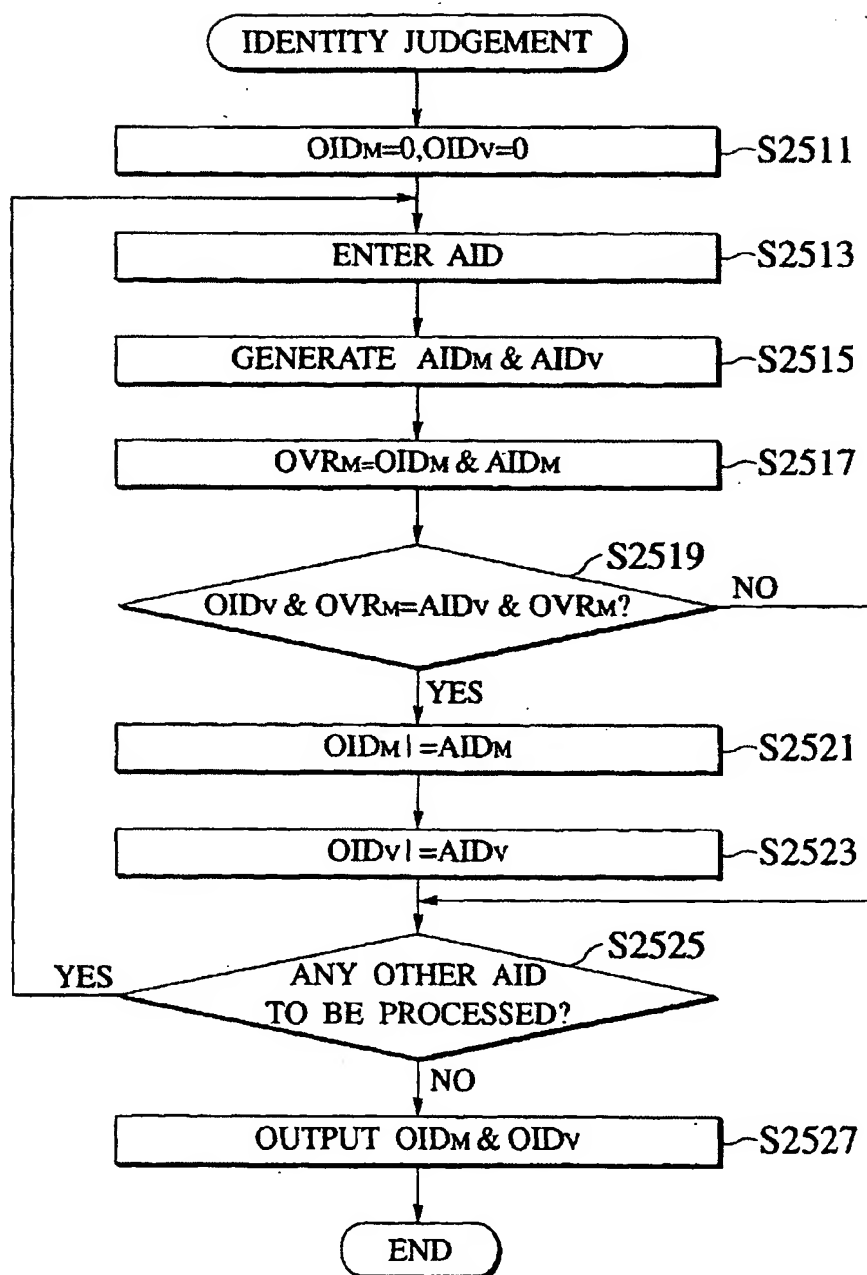 IDENTITY JUDGEMENT
OIDM=0,OIDV=0
S2511
ENTER AID
S2513
GENERATE AIDM & AIDV
S2515
OVRM=OIDM & AIDM
S2517
S2519
OIDV & OVRM=AIDV & OVRM?
NO
YES
OIDM|=AIDM
S2521
OIDV|=AIDV
S2523
S2525
YES
ANY OTHER AID
TO BE PROCESSED?
NO
OUTPUT OIDM & OIDV
S2527
END